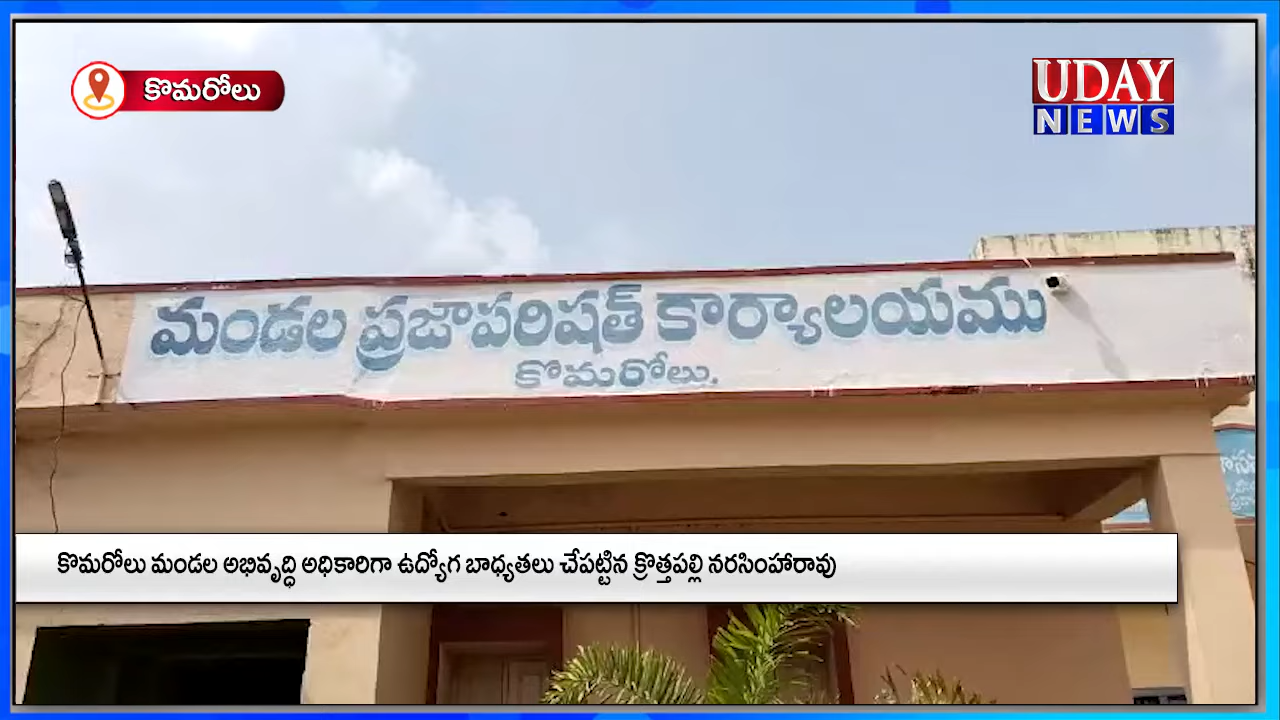 కొమరోలు
UDAY
NEWS
మండల ప్రజాపరిషత్ కార్యాలయము
కొమరోలు.
కొమరోలు మండల అభివృద్ధి అధికారిగా ఉద్యోగ బాధ్యతలు చేపట్టిన క్రొత్తపల్లి నరసింహారావు